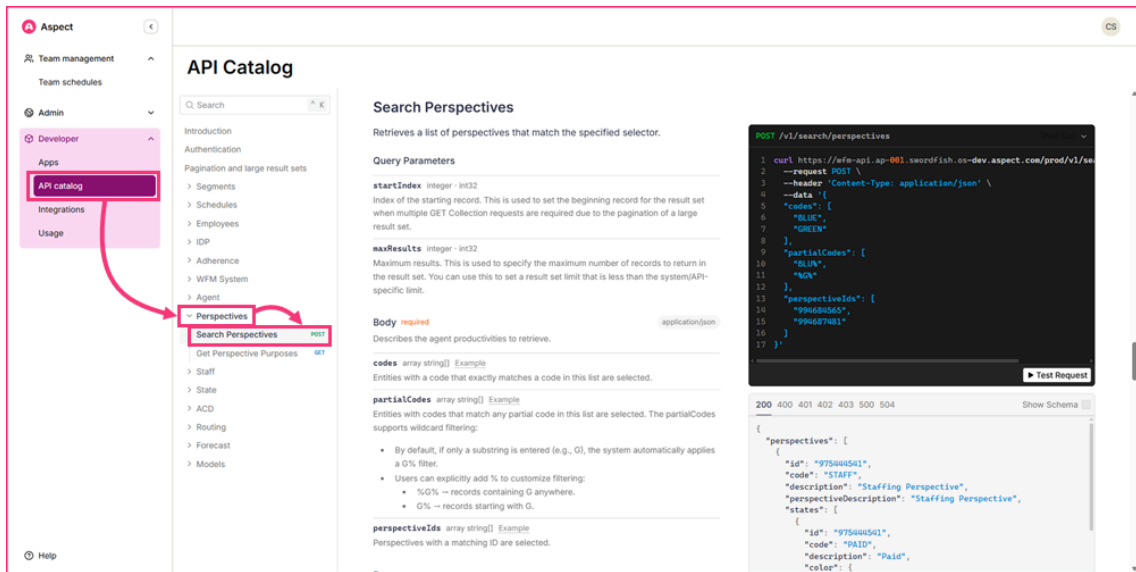 Aspect
Team management
Team schedules
Admin
Developer
Apps
API catalog
Integrations
Usage
Help
CS
API Catalog
Search ^ K
Introduction
Authentication
Pagination and large result sets
Segments
Schedules
Employees
IDP
Adherence
WFM System
Agent
Perspectives
Search Perspectives POST
Get Perspective Purposes GET
Staff
State
ACD
Routing
Forecast
Models
Search Perspectives
Retrieves a list of perspectives that match the specified selector.
Query Parameters
startIndex integer · int32
Index of the starting record. This is used to set the beginning record for the result set
when multiple GET Collection requests are required due to the pagination of a large
result set.
maxResults integer · int32
Maximum results. This is used to specify the maximum number of records to return in
the result set. You can use this to set a result set limit that is less than the system/API-
specific limit.
Body required application/json
Describes the agent productivities to retrieve.
codes array string[] Example
Entities with a code that exactly matches a code in this list are selected.
partialCodes array string[] Example
Entities with codes that match any partial code in this list are selected. The partialCodes
supports wildcard filtering:
• By default, if only a substring is entered (e.g., G), the system automatically applies
a G% filter.
• Users can explicitly add % to customize filtering:
• %G% → records containing G anywhere.
• G% → records starting with G.
perspectiveIds array string[] Example
Perspectives with a matching ID are selected.
POST /v1/search/perspectives
1 curl https://wfm-api.ap-001.swordfish.os-dev.aspect.com/prod/v1/sea
2 --request POST \
3 --header 'Content-Type: application/json' \
4 --data '{
5 "codes": [
6 "BLUE",
7 "GREEN"
8 ],
9 "partialCodes": [
10 "BLU%",
11 "%G%"
12 ],
13 "perspectiveIds": [
14 "994684565",
15 "994687481"
16 ]
17 }'
Test Request
200 400 401 402 403 500 504 Show Schema
{
"perspectives": [
{
"id": "975444541",
"code": "STAFF",
"description": "Staffing Perspective",
"perspectiveDescription": "Staffing Perspective",
"states": [
{
"id": "975444541",
"code": "PAID",
"description": "Paid",
"color": {